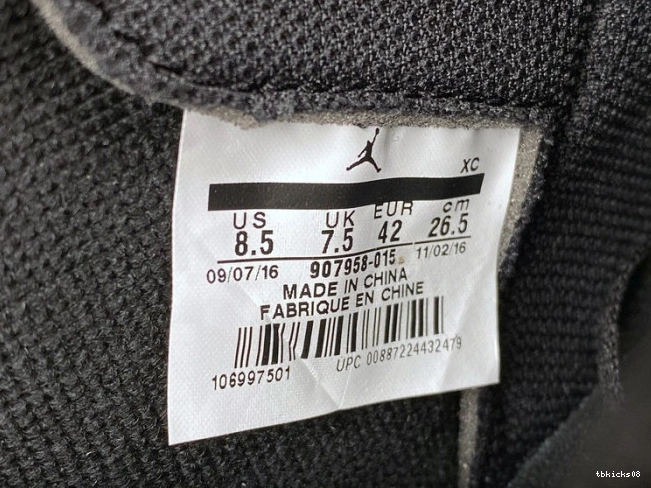 XC
US UK EUR cm
8.5 7.5 42 26.5
09/07/16 907958-015 11/02/16
MADE IN CHINA
FABRIQUE EN CHINE
106997501 UPC 00887224432479
tbkicks08